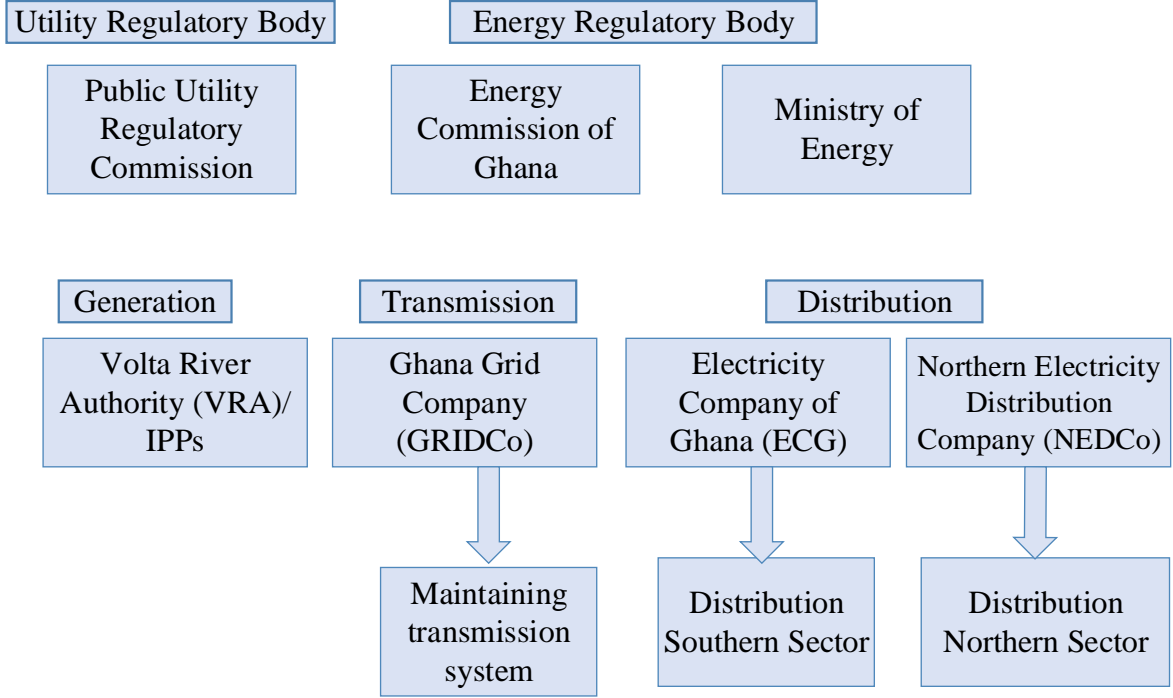 Utility Regulatory Body
Energy Regulatory Body
Public Utility
Regulatory
Commission
Energy
Commission of
Ghana
Ministry of
Energy
Generation
Transmission
Distribution
Volta River
Authority (VRA)/
IPPs
Ghana Grid
Company
(GRIDCo)
Electricity
Company of
Ghana (ECG)
Northern Electricity
Distribution
Company (NEDCo)
Maintaining
transmission
system
Distribution
Southern Sector
Distribution
Northern Sector